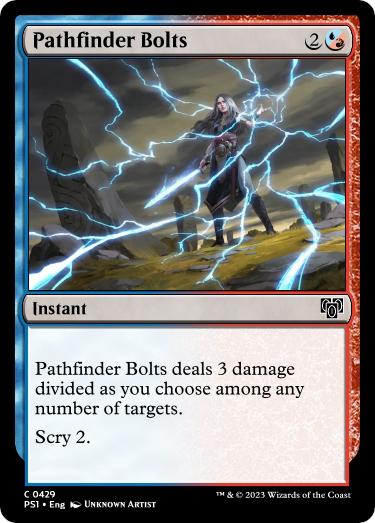 Pathfinder Bolts 2
Instant
Pathfinder Bolts deals 3 damage
divided as you choose among any
number of targets.
Scry 2.
C 0429
PS1 • Eng Unknown Artist
™ & © 2023 Wizards of the Coast